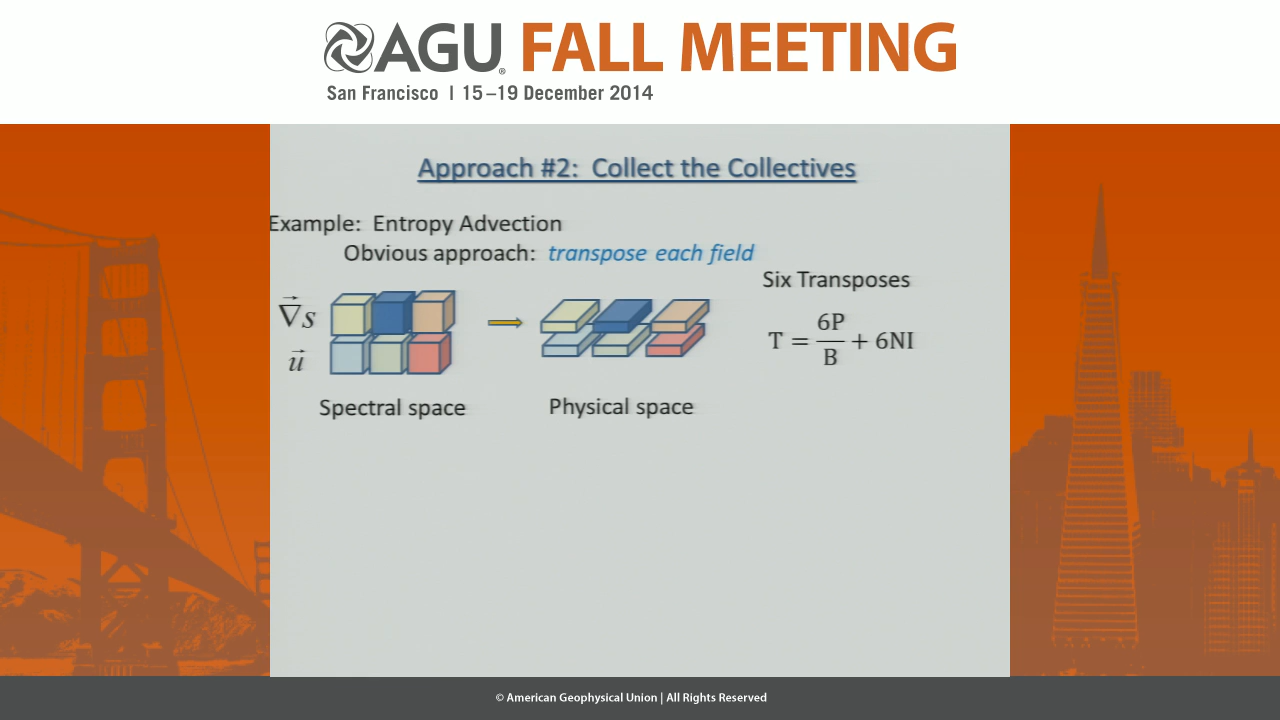 AGU FALL MEETING
San Francisco | 15–19 December 2014
Approach #2: Collect the Collectives
Example: Entropy Advection
Obvious approach: transpose each field
Six Transposes
∇⃗s
u⃗
T = 6P/B + 6NI
Spectral space
Physical space
© American Geophysical Union | All Rights Reserved